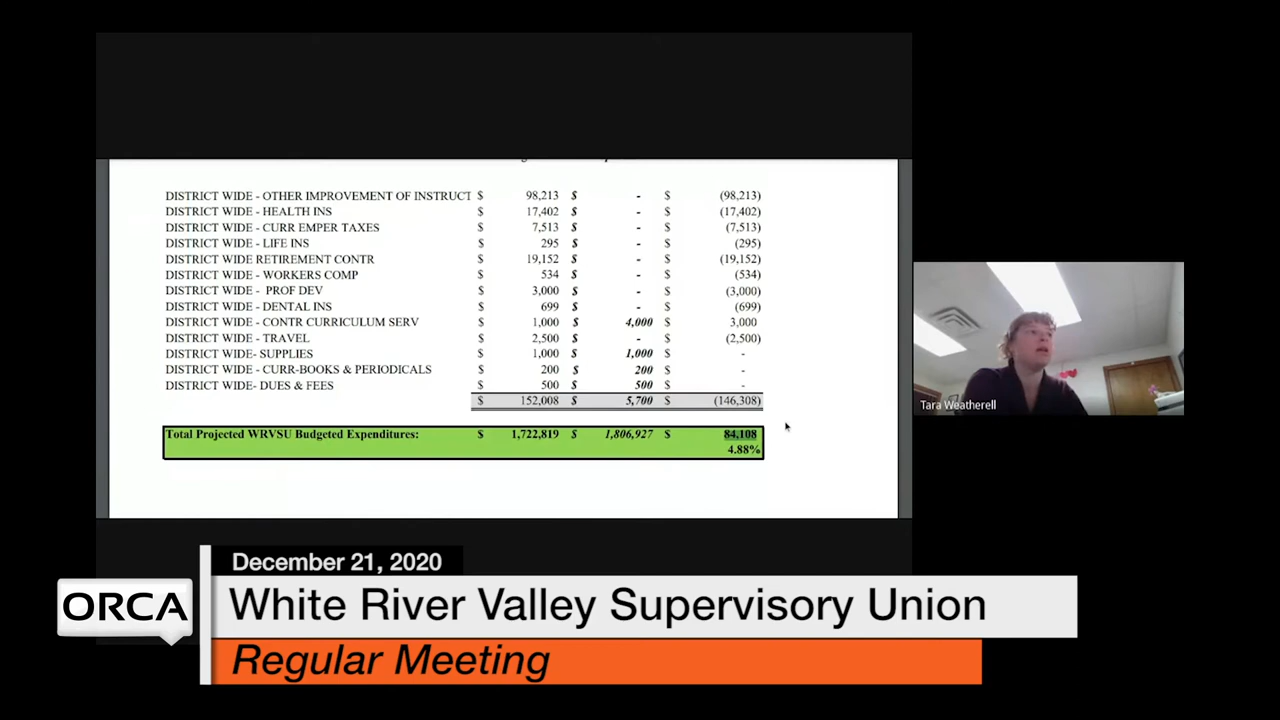 DISTRICT WIDE - OTHER IMPROVEMENT OF INSTRUCT $ 98,213 $ - $ (98,213)
DISTRICT WIDE - HEALTH INS $ 17,402 $ - $ (17,402)
DISTRICT WIDE - CURR EMPER TAXES $ 7,513 $ - $ (7,513)
DISTRICT WIDE - LIFE INS $ 295 $ - $ (295)
DISTRICT WIDE RETIREMENT CONTR $ 19,152 $ - $ (19,152)
DISTRICT WIDE - WORKERS COMP $ 534 $ - $ (534)
DISTRICT WIDE - PROF DEV $ 3,000 $ - $ (3,000)
DISTRICT WIDE - DENTAL INS $ 699 $ - $ (699)
DISTRICT WIDE - CONTR CURRICULUM SERV $ 1,000 $ 4,000 $ 3,000
DISTRICT WIDE - TRAVEL $ 2,500 $ - $ (2,500)
DISTRICT WIDE- SUPPLIES $ 1,000 $ 1,000 $ -
DISTRICT WIDE - CURR-BOOKS & PERIODICALS $ 200 $ 200 $ -
DISTRICT WIDE- DUES & FEES $ 500 $ 500 $ -
$ 152,008 $ 5,700 $ (146,308)
Total Projected WRVSU Budgeted Expenditures: $ 1,722,819 $ 1,806,927 $ 84,108
4.88%
Tara Weatherell
December 21, 2020
ORCA
White River Valley Supervisory Union
Regular Meeting